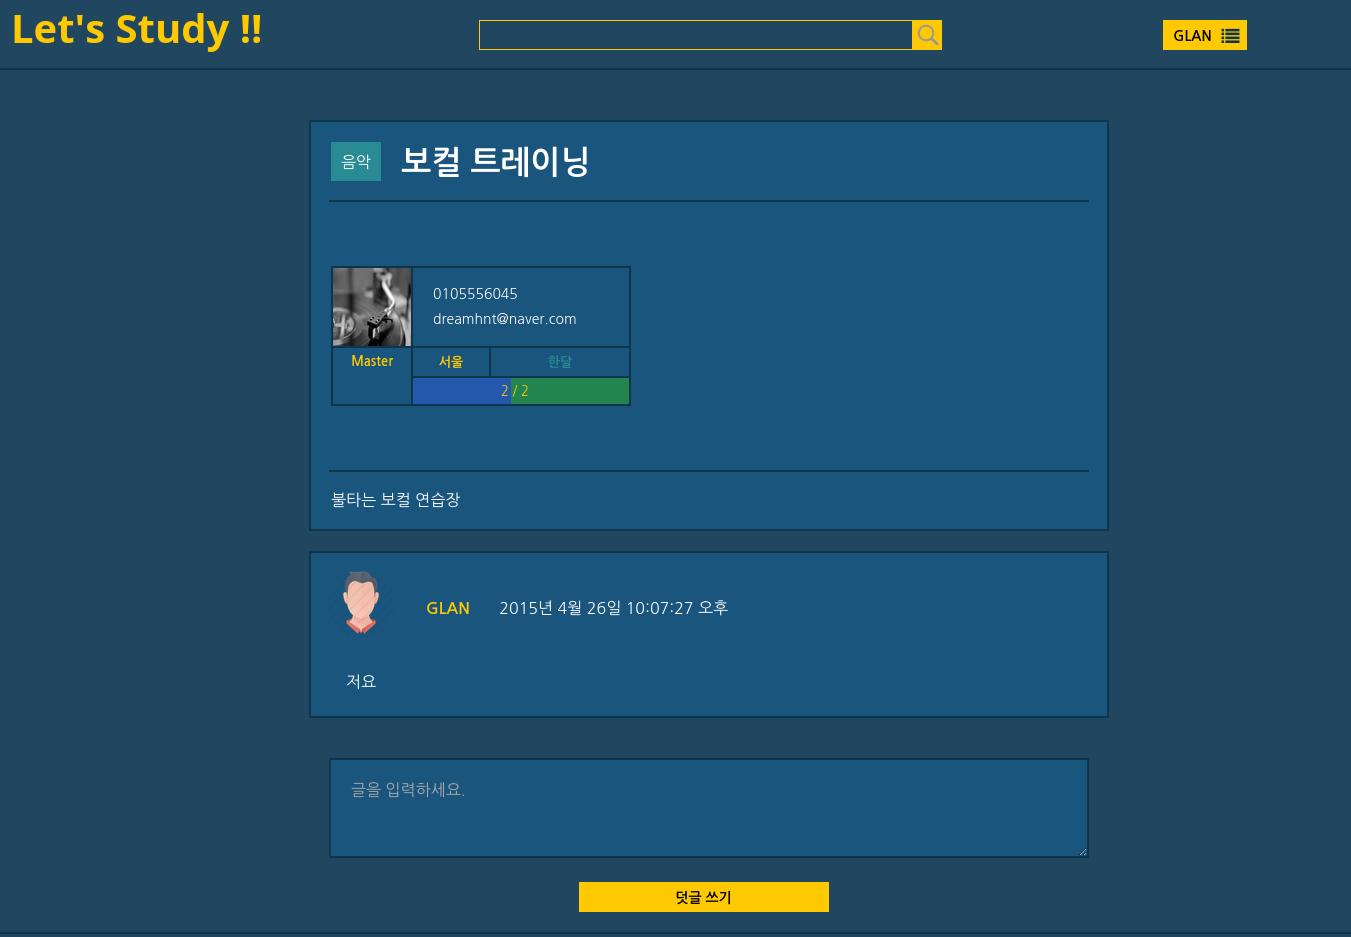 Let's Study !!
GLAN
음악 보컬 트레이닝
0105556045
dreamhnt@naver.com
Master 서울 한달
2 / 2
불타는 보컬 연습장
GLAN 2015년 4월 26일 10:07:27 오후
저요
글을 입력하세요.
덧글 쓰기